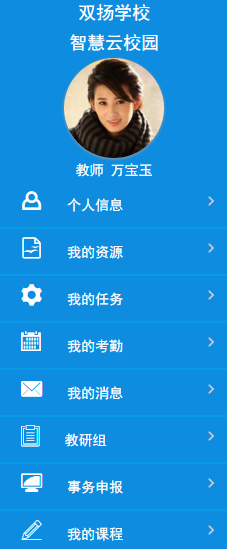 双扬学校
智慧云校园
教师 万宝玉
个人信息
我的资源
我的任务
我的考勤
我的消息
教研组
事务申报
我的课程